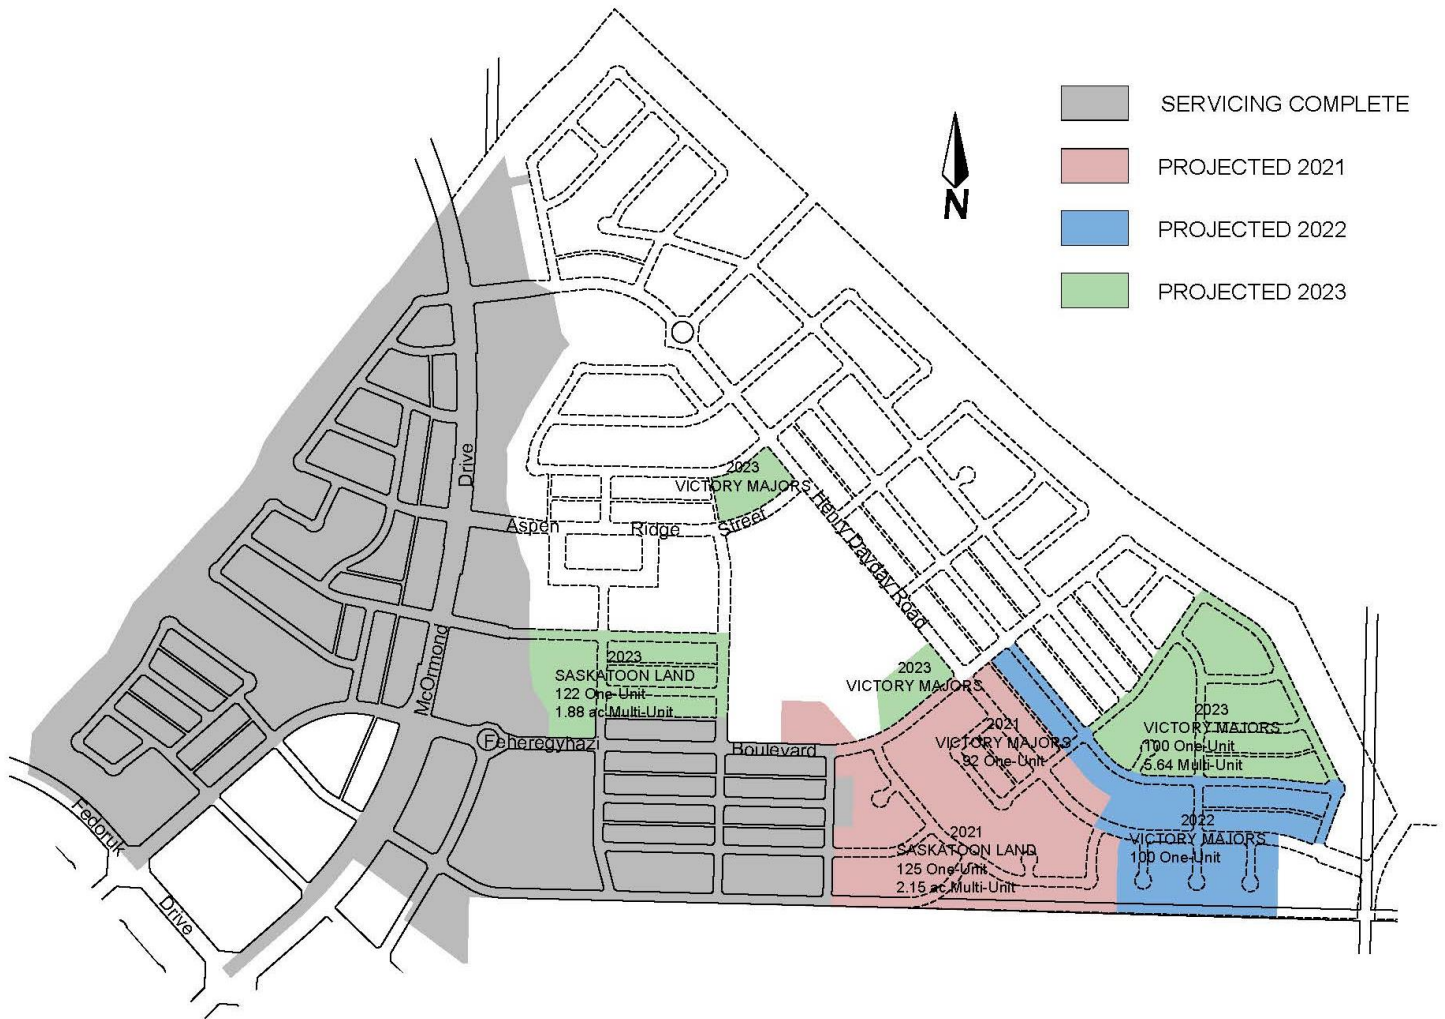 SERVICING COMPLETE
PROJECTED 2021
PROJECTED 2022
PROJECTED 2023
N
Drive
2023
VICTORY MAJORS
Aspen Ridge Street
Henry Dayday Road
McOrmond
2023
SASKATOON LAND
122 One-Unit
1.88 ac Multi-Unit
2023
VICTORY MAJORS
Feheregyhazi Boulevard
2021
VICTORY MAJORS
92 One-Unit
2023
VICTORY MAJORS
100 One-Unit
5.64 Multi-Unit
2021
SASKATOON LAND
125 One-Unit
2.15 ac Multi-Unit
2022
VICTORY MAJORS
100 One-Unit
Fedoruk
Drive